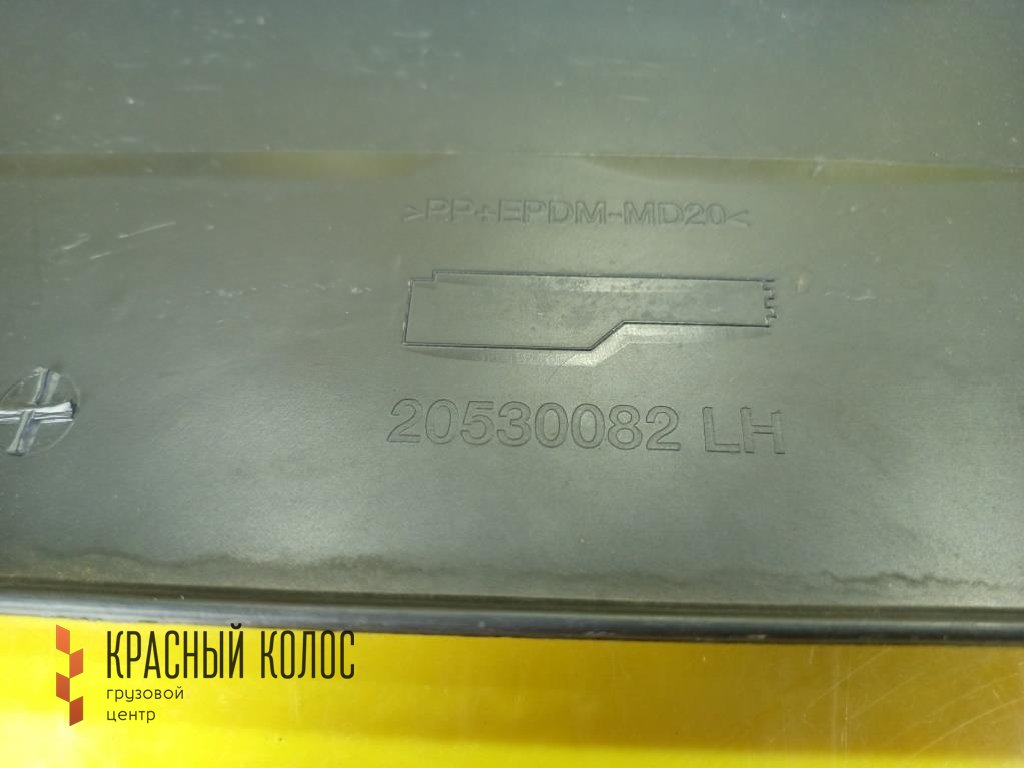 >PP+EPDM-MD20<
20530082 LH
КРАСНЫЙ КОЛОС
грузовой
центр